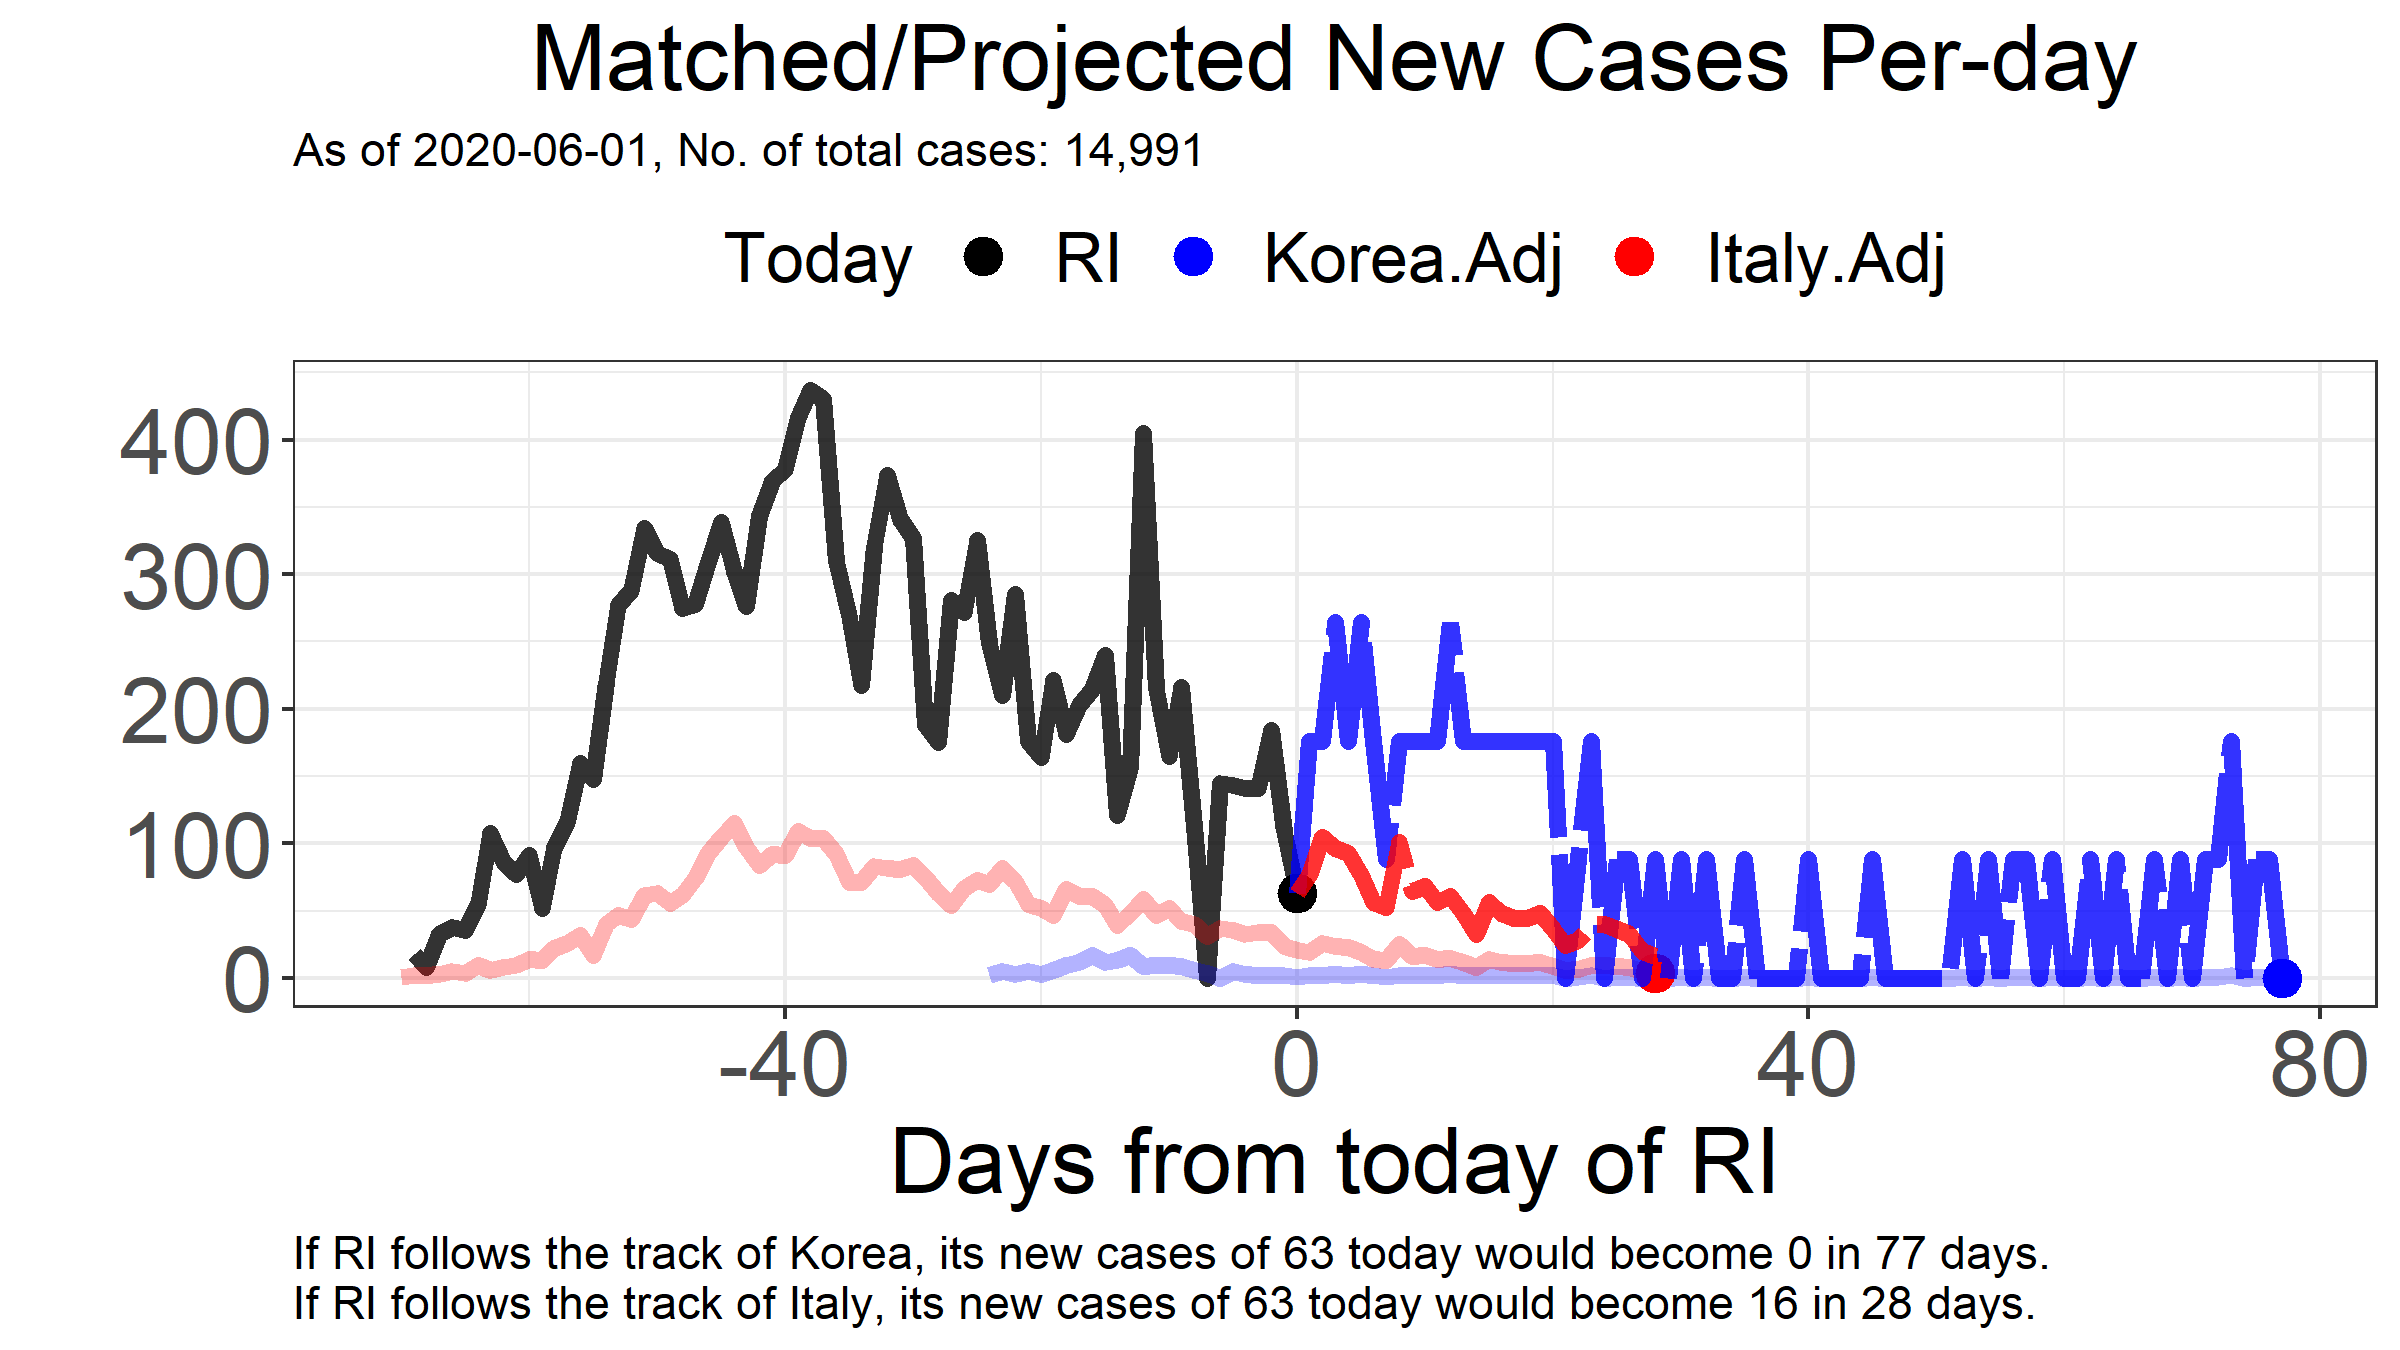 Matched/Projected New Cases Per-day
As of 2020-06-01, No. of total cases: 14,991
Today RI Korea.Adj Italy.Adj
400
300
200
100
0
-40 0 40 80
Days from today of RI
If RI follows the track of Korea, its new cases of 63 today would become 0 in 77 days.
If RI follows the track of Italy, its new cases of 63 today would become 16 in 28 days.